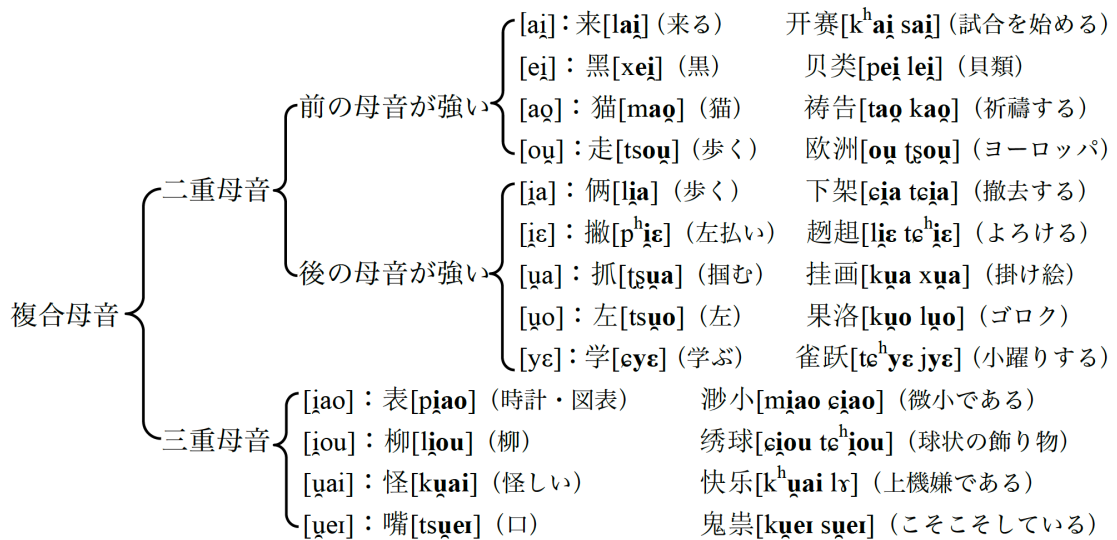 [ai̯]：来[lai̯]（来る） 开赛[kʰai̯ sai̯]（試合を始める）
[ei̯]：黑[xei̯]（黒） 贝类[pei̯ lei̯]（貝類）
前の母音が強い
[ao̯]：猫[mao̯]（猫） 祷告[tao̯ kao̯]（祈禱する）
[ou̯]：走[tsou̯]（歩く） 欧洲[ou̯ ʈʂou̯]（ヨーロッパ）
二重母音
[i̯a]：俩[li̯a]（歩く） 下架[ɕi̯a tɕi̯a]（撤去する）
[i̯ɛ]：撇[pʰi̯ɛ]（左払い） 趔趄[li̯ɛ tɕʰi̯ɛ]（よろける）
後の母音が強い
[u̯a]：抓[ʈʂu̯a]（掴む） 挂画[ku̯a xu̯a]（掛け絵）
複合母音
[u̯o]：左[tsu̯o]（左） 果洛[ku̯o lu̯o]（ゴロク）
[yɛ]：学[ɕyɛ]（学ぶ） 雀跃[tɕʰyɛ jyɛ]（小躍りする）
[i̯ao]：表[pi̯ao]（時計・図表） 渺小[mi̯ao ɕi̯ao]（微小である）
三重母音
[i̯ou]：柳[li̯ou]（柳） 绣球[ɕi̯ou tɕʰi̯ou]（球状の飾り物）
[u̯ai]：怪[ku̯ai]（怪しい） 快乐[kʰu̯ai lɤ]（上機嫌である）
[u̯eɪ]：嘴[tsu̯eɪ]（口） 鬼祟[ku̯eɪ su̯eɪ]（こそこそしている）